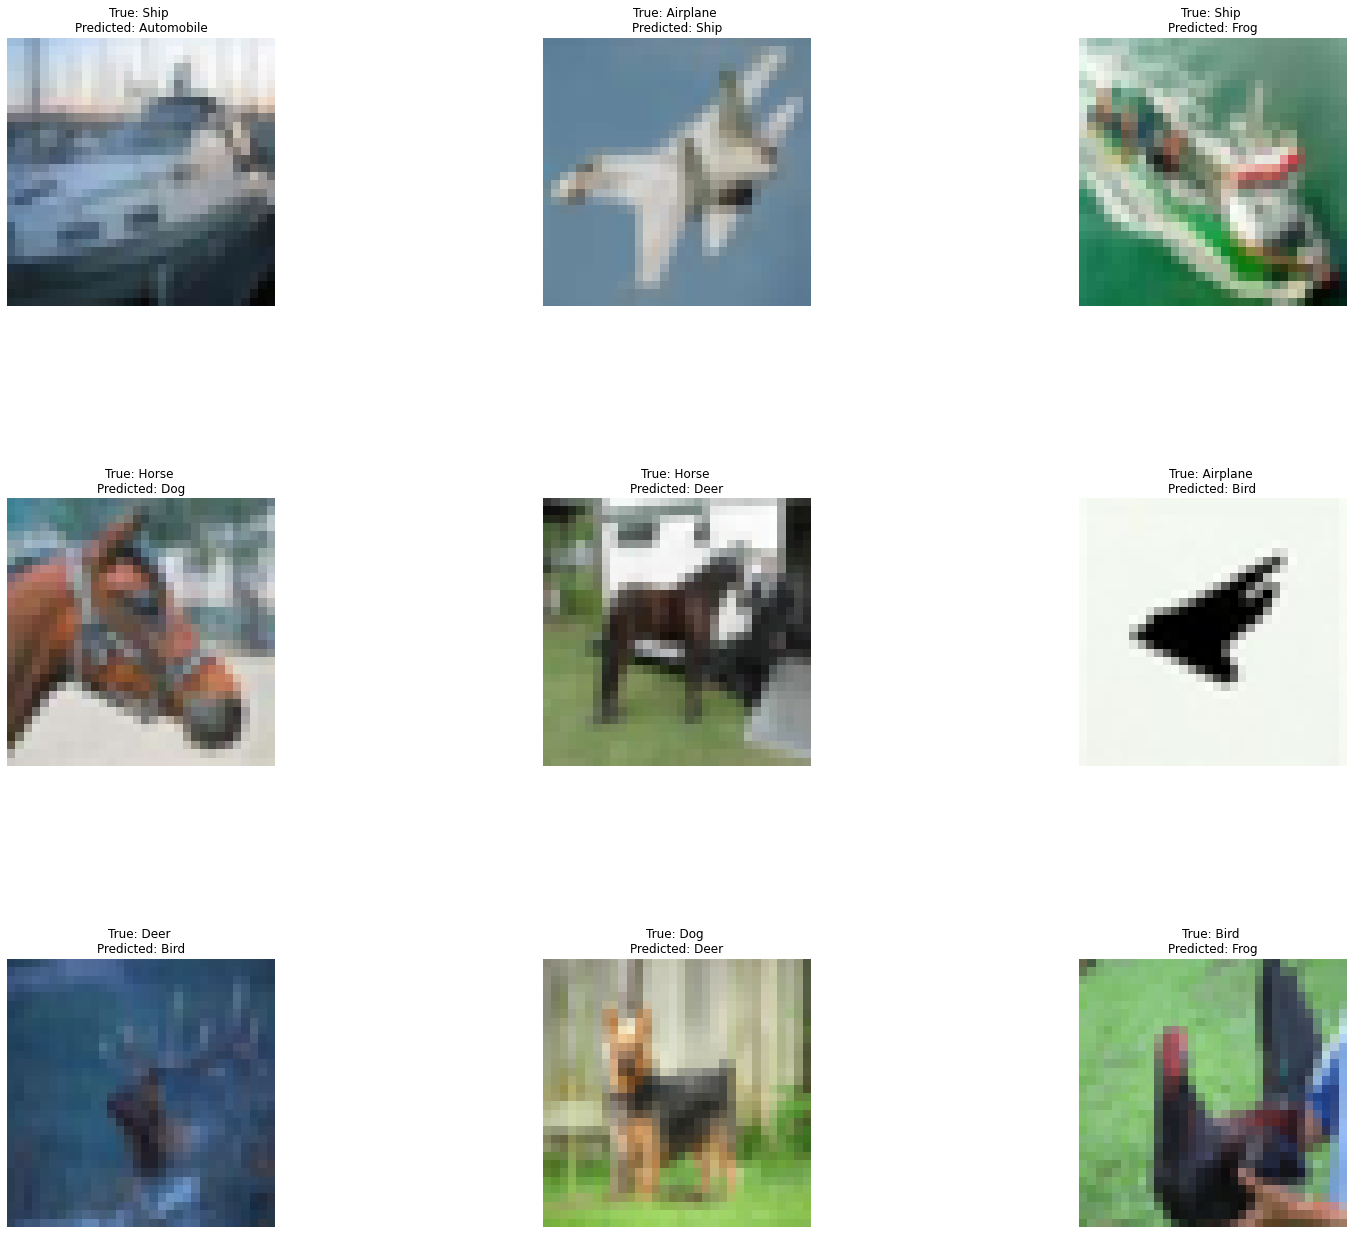 True: Ship
Predicted: Automobile
True: Airplane
Predicted: Ship
True: Ship
Predicted: Frog
True: Horse
Predicted: Dog
True: Horse
Predicted: Deer
True: Airplane
Predicted: Bird
True: Deer
Predicted: Bird
True: Dog
Predicted: Deer
True: Bird
Predicted: Frog